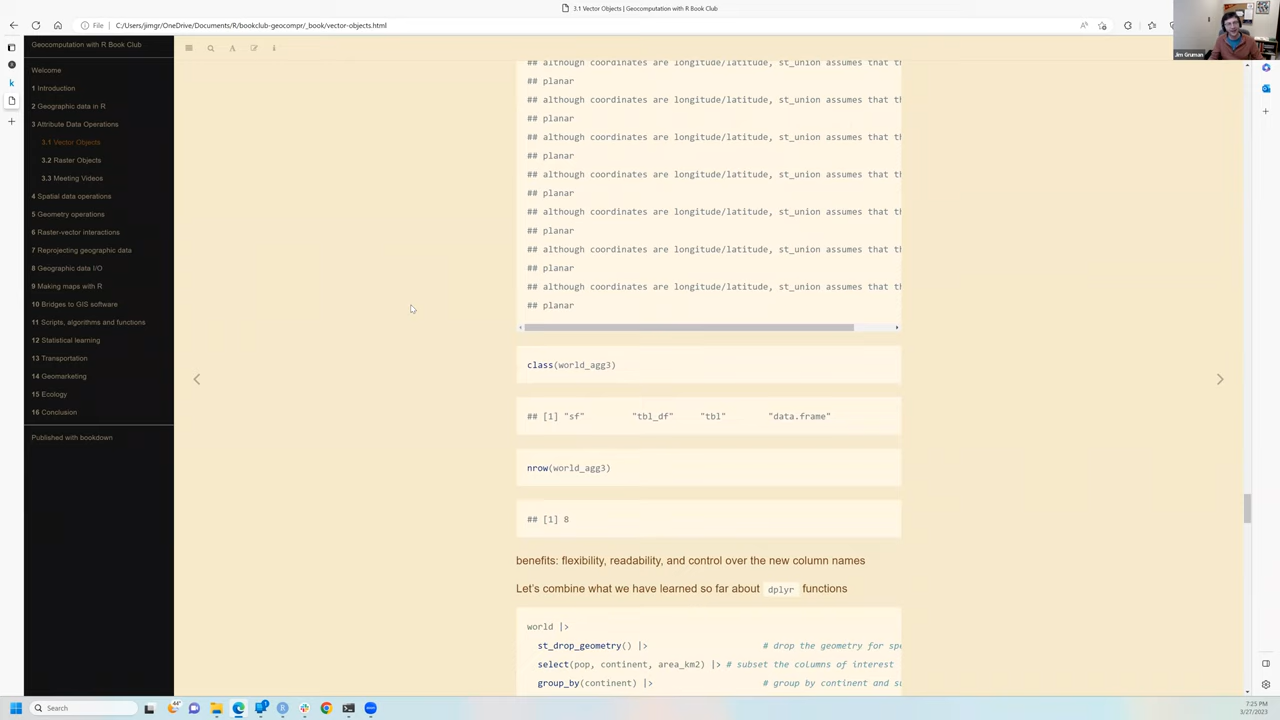 3.1 Vector Objects | Geocomputation with R Book Club
File
C:/Users/jimgr/OneDrive/Documents/R/bookclub-geocompr/_book/vector-objects.html
Jim Gruman
Geocomputation with R Book Club
Welcome
1 Introduction
2 Geographic data in R
3 Attribute Data Operations
3.1 Vector Objects
3.2 Raster Objects
3.3 Meeting Videos
4 Spatial data operations
5 Geometry operations
6 Raster-vector interactions
7 Reprojecting geographic data
8 Geographic data I/O
9 Making maps with R
10 Bridges to GIS software
11 Scripts, algorithms and functions
12 Statistical learning
13 Transportation
14 Geomarketing
15 Ecology
16 Conclusion
Published with bookdown
## although coordinates are longitude/latitude, st_union assumes that th
## planar
## although coordinates are longitude/latitude, st_union assumes that th
## planar
## although coordinates are longitude/latitude, st_union assumes that th
## planar
## although coordinates are longitude/latitude, st_union assumes that th
## planar
## although coordinates are longitude/latitude, st_union assumes that th
## planar
## although coordinates are longitude/latitude, st_union assumes that th
## planar
## although coordinates are longitude/latitude, st_union assumes that th
## planar
class(world_agg3)
## [1] "sf" "tbl_df" "tbl" "data.frame"
nrow(world_agg3)
## [1] 8
benefits: flexibility, readability, and control over the new column names
Let's combine what we have learned so far about dplyr functions
world |>
st_drop_geometry() |> # drop the geometry for spe
select(pop, continent, area_km2) |> # subset the columns of interest
group_by(continent) |> # group by continent and su
Search
44°
7:25 PM
3/27/2023